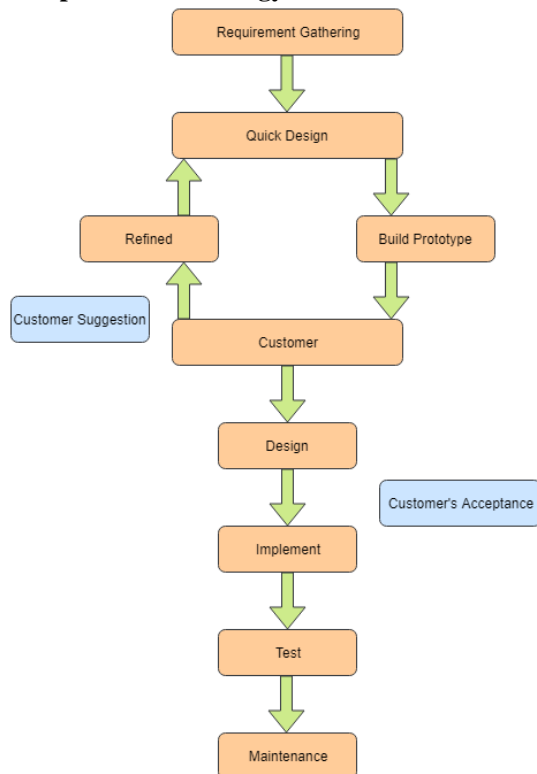 Requirement Gathering
Quick Design
Refined
Build Prototype
Customer Suggestion
Customer
Design
Customer's Acceptance
Implement
Test
Maintenance